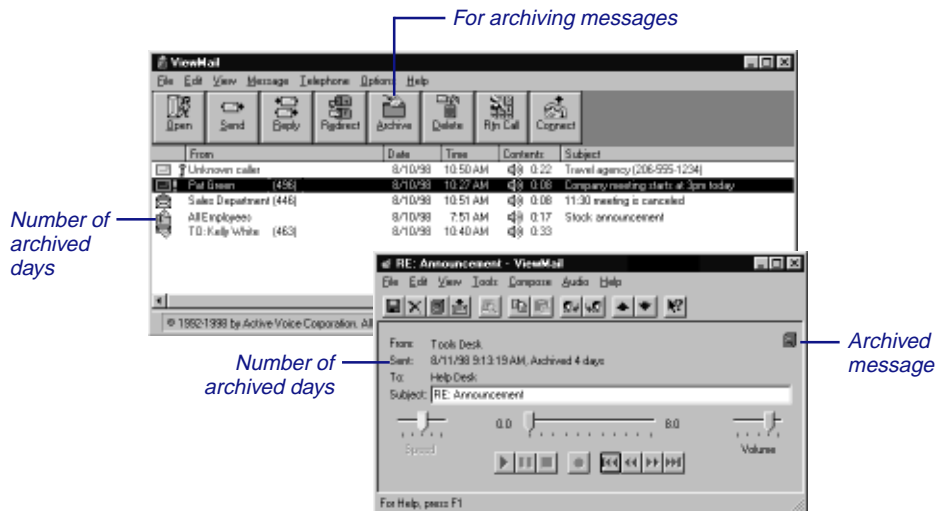 For archiving messages
ViewMail
File Edit View Message Telephone Options Help
Open Send Reply Redirect Archive Delete Rtn Call Connect
From Date Time Contents Subject
Unknown caller 8/10/98 10:50 AM 0:22 Travel agency (206-555-1234)
Pat Green (496) 8/10/98 10:27 AM 0:08 Company meeting starts at 3pm today
Sales Department (446) 8/10/98 10:51 AM 0:08 11:30 meeting is canceled
All Employees 8/10/98 7:51 AM 0:17 Stock announcement
TO: Kelly White (463) 8/10/98 10:40 AM 0:33
Number of
archived
days
© 1992-1998 by Active Voice Corporation. All
RE: Announcement - ViewMail
File Edit View Tools Compose Audio Help
From: Tools Desk
Sent: 8/11/98 9:13:19 AM, Archived 4 days
To: Help Desk
Subject: RE: Announcement
Number of
archived days
Archived
message
0.0 8.0
Speed Volume
For Help, press F1